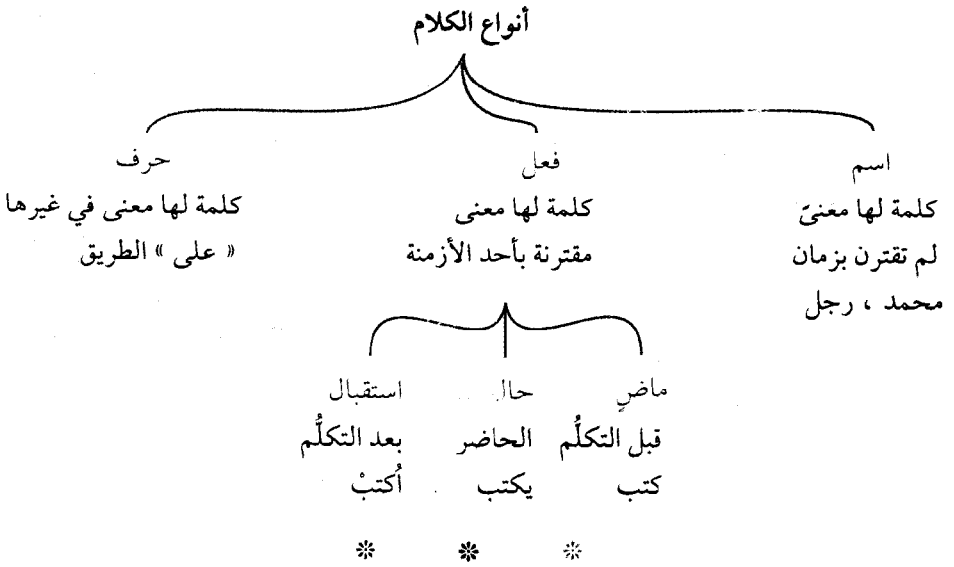 أنواع الكلام
اسم
كلمة لها معنىً
لم تقترن بزمان
محمد ، رجل
فعل
كلمة لها معنى
مقترنة بأحد الأزمنة
حرف
كلمة لها معنى في غيرها
« على » الطريق
ماضٍ
قبل التكلُّم
كتب
حال
الحاضر
يكتب
استقبال
بعد التكلُّم
اُكتبْ